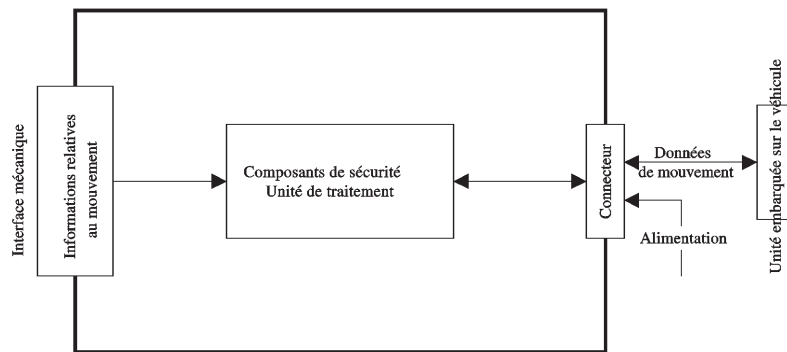 Interface mécanique
Informations relatives
au mouvement
Composants de sécurité
Unité de traitement
Connecteur
Données
de mouvement
Alimentation
Unité embarquée sur le véhicule